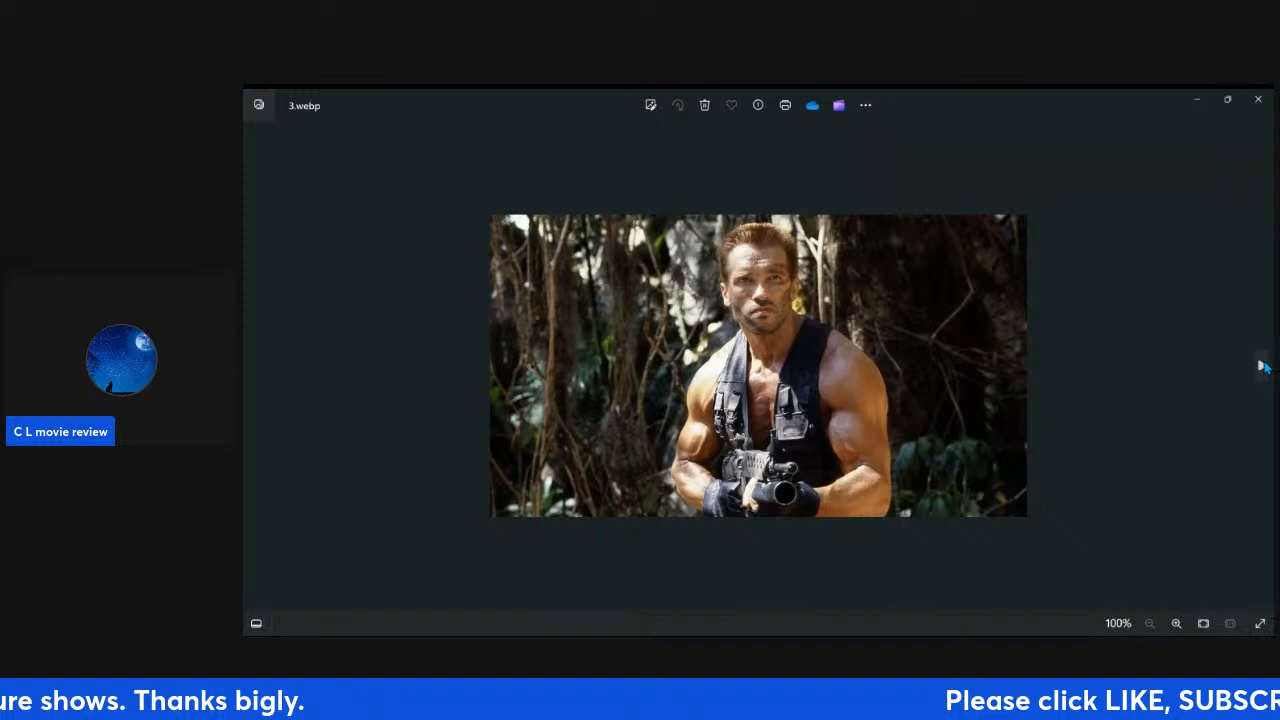 3.webp
C L movie review
100%
ure shows. Thanks bigly.
Please click LIKE, SUBSCR